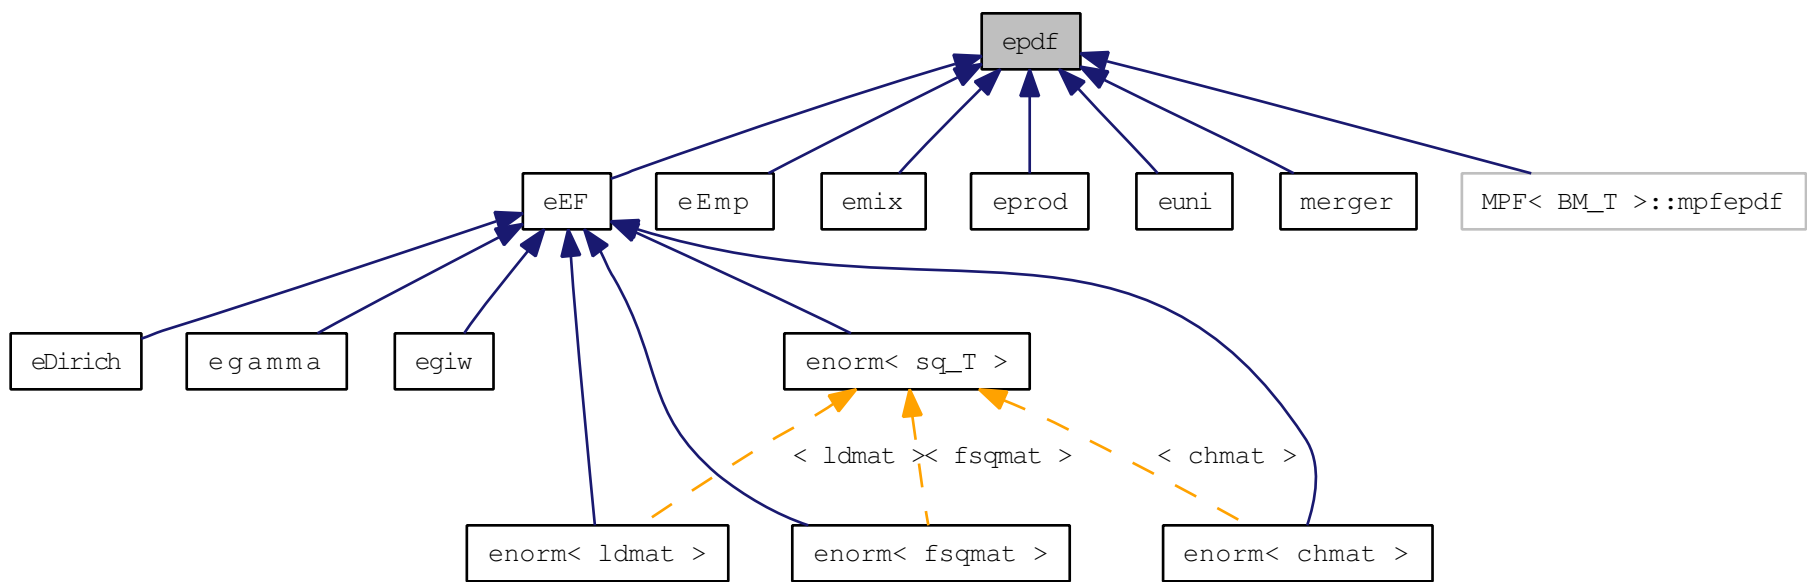 epdf
eEF
eEmp
emix
eprod
euni
merger
MPF< BM_T >::mpfepdf
eDirich
egamma
egiw
enorm< sq_T >
< ldmat >
< fsqmat >
< chmat >
enorm< ldmat >
enorm< fsqmat >
enorm< chmat >